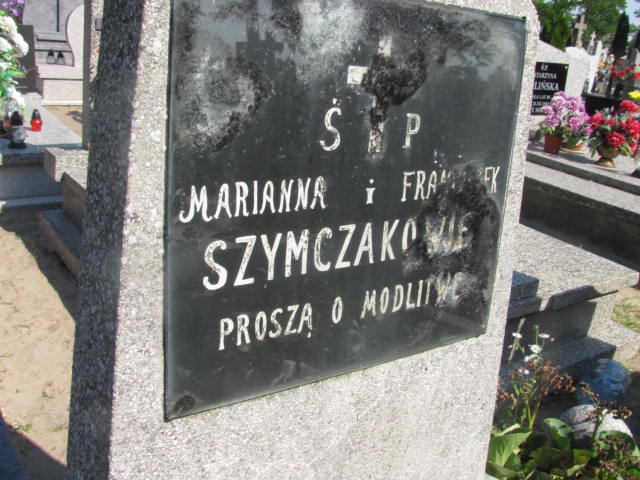 Ś P
MARIANNA i FRANCISZEK
SZYMCZAKOWIE
PROSZĄ O MODLITWĘ
Ś.P.